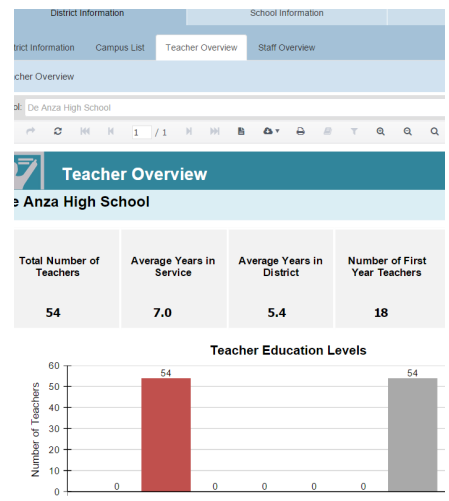 District Information School Information
trict Information Campus List Teacher Overview Staff Overview
cher Overview
ol: De Anza High School
1 / 1
Teacher Overview
e Anza High School
Total Number of Teachers
54
Average Years in Service
7.0
Average Years in District
5.4
Number of First Year Teachers
18
Teacher Education Levels
Number of Teachers
60
50
40
30
20
10
0
0 54 0 0 0 0 54